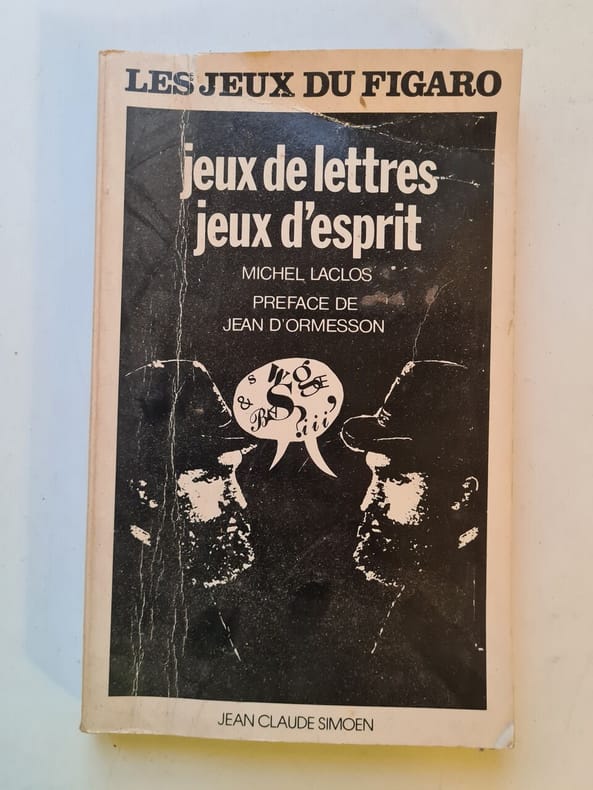 LES JEUX DU FIGARO
jeux de lettres
jeux d'esprit
MICHEL LACLOS
PREFACE DE
JEAN D'ORMESSON
JEAN CLAUDE SIMOEN